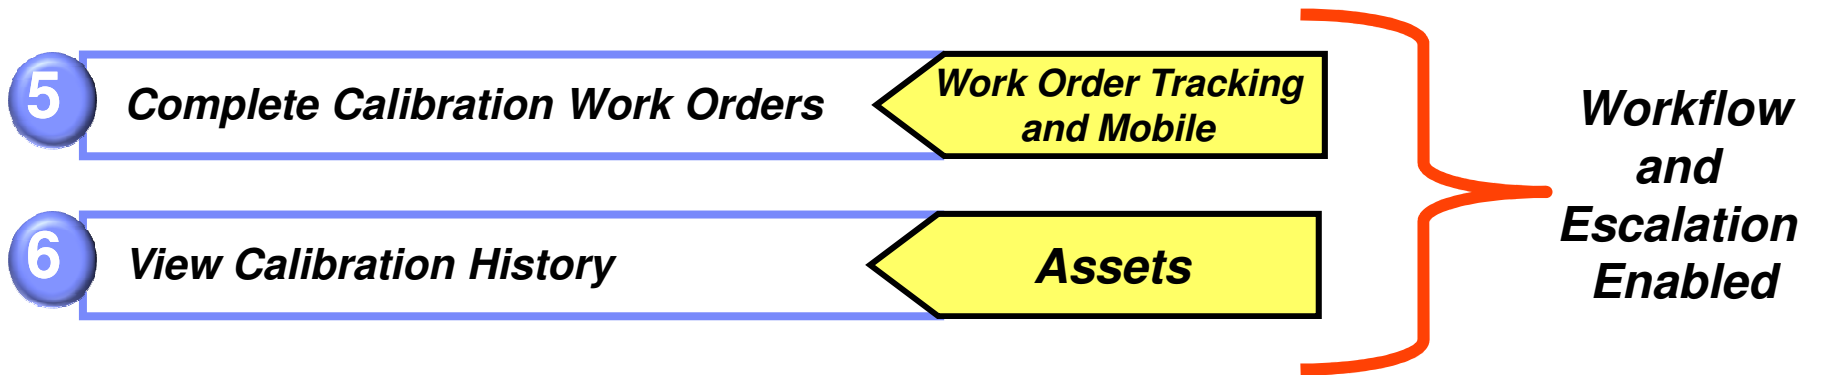 5
Complete Calibration Work Orders
Work Order Tracking
and Mobile
6
View Calibration History
Assets
Workflow
and
Escalation
Enabled